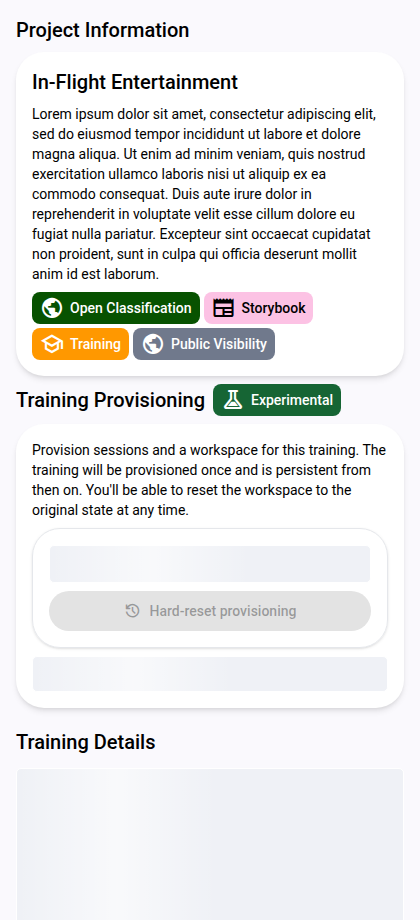 Project Information
In-Flight Entertainment
Lorem ipsum dolor sit amet, consectetur adipiscing elit,
sed do eiusmod tempor incididunt ut labore et dolore
magna aliqua. Ut enim ad minim veniam, quis nostrud
exercitation ullamco laboris nisi ut aliquip ex ea
commodo consequat. Duis aute irure dolor in
reprehenderit in voluptate velit esse cillum dolore eu
fugiat nulla pariatur. Excepteur sint occaecat cupidatat
non proident, sunt in culpa qui officia deserunt mollit
anim id est laborum.
Open Classification Storybook
Training Public Visibility
Training Provisioning Experimental
Provision sessions and a workspace for this training. The
training will be provisioned once and is persistent from
then on. You'll be able to reset the workspace to the
original state at any time.
Hard-reset provisioning
Training Details